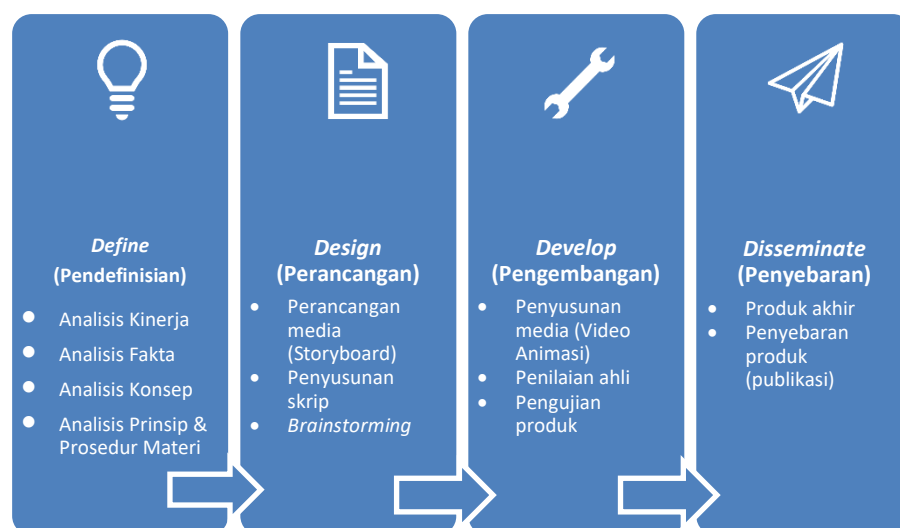 Define
(Pendefinisian)
Analisis Kinerja
Analisis Fakta
Analisis Konsep
Analisis Prinsip &
Prosedur Materi
Design
(Perancangan)
Perancangan
media
(Storyboard)
Penyusunan
skrip
Brainstorming
Develop
(Pengembangan)
Penyusunan
media (Video
Animasi)
Penilaian ahli
Pengujian
produk
Disseminate
(Penyebaran)
Produk akhir
Penyebaran
produk
(publikasi)